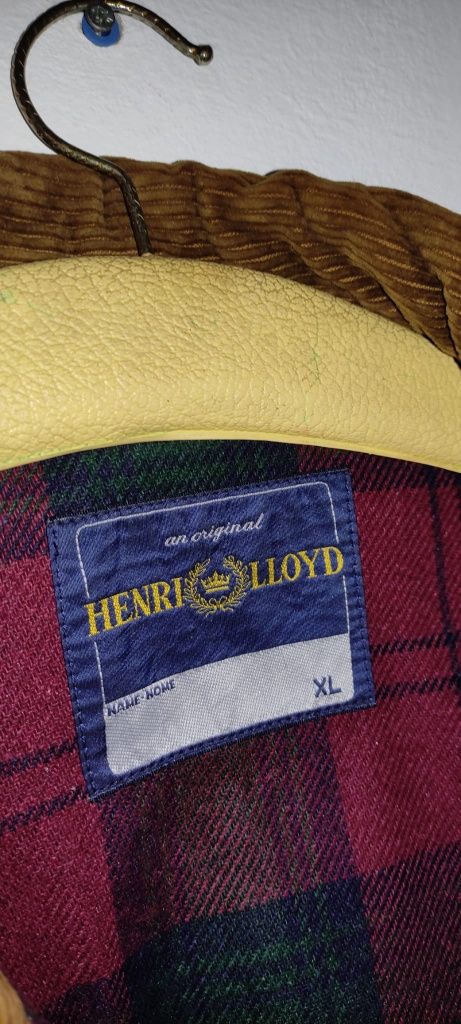 an original
HENRI LLOYD
NAME-NOME
XL